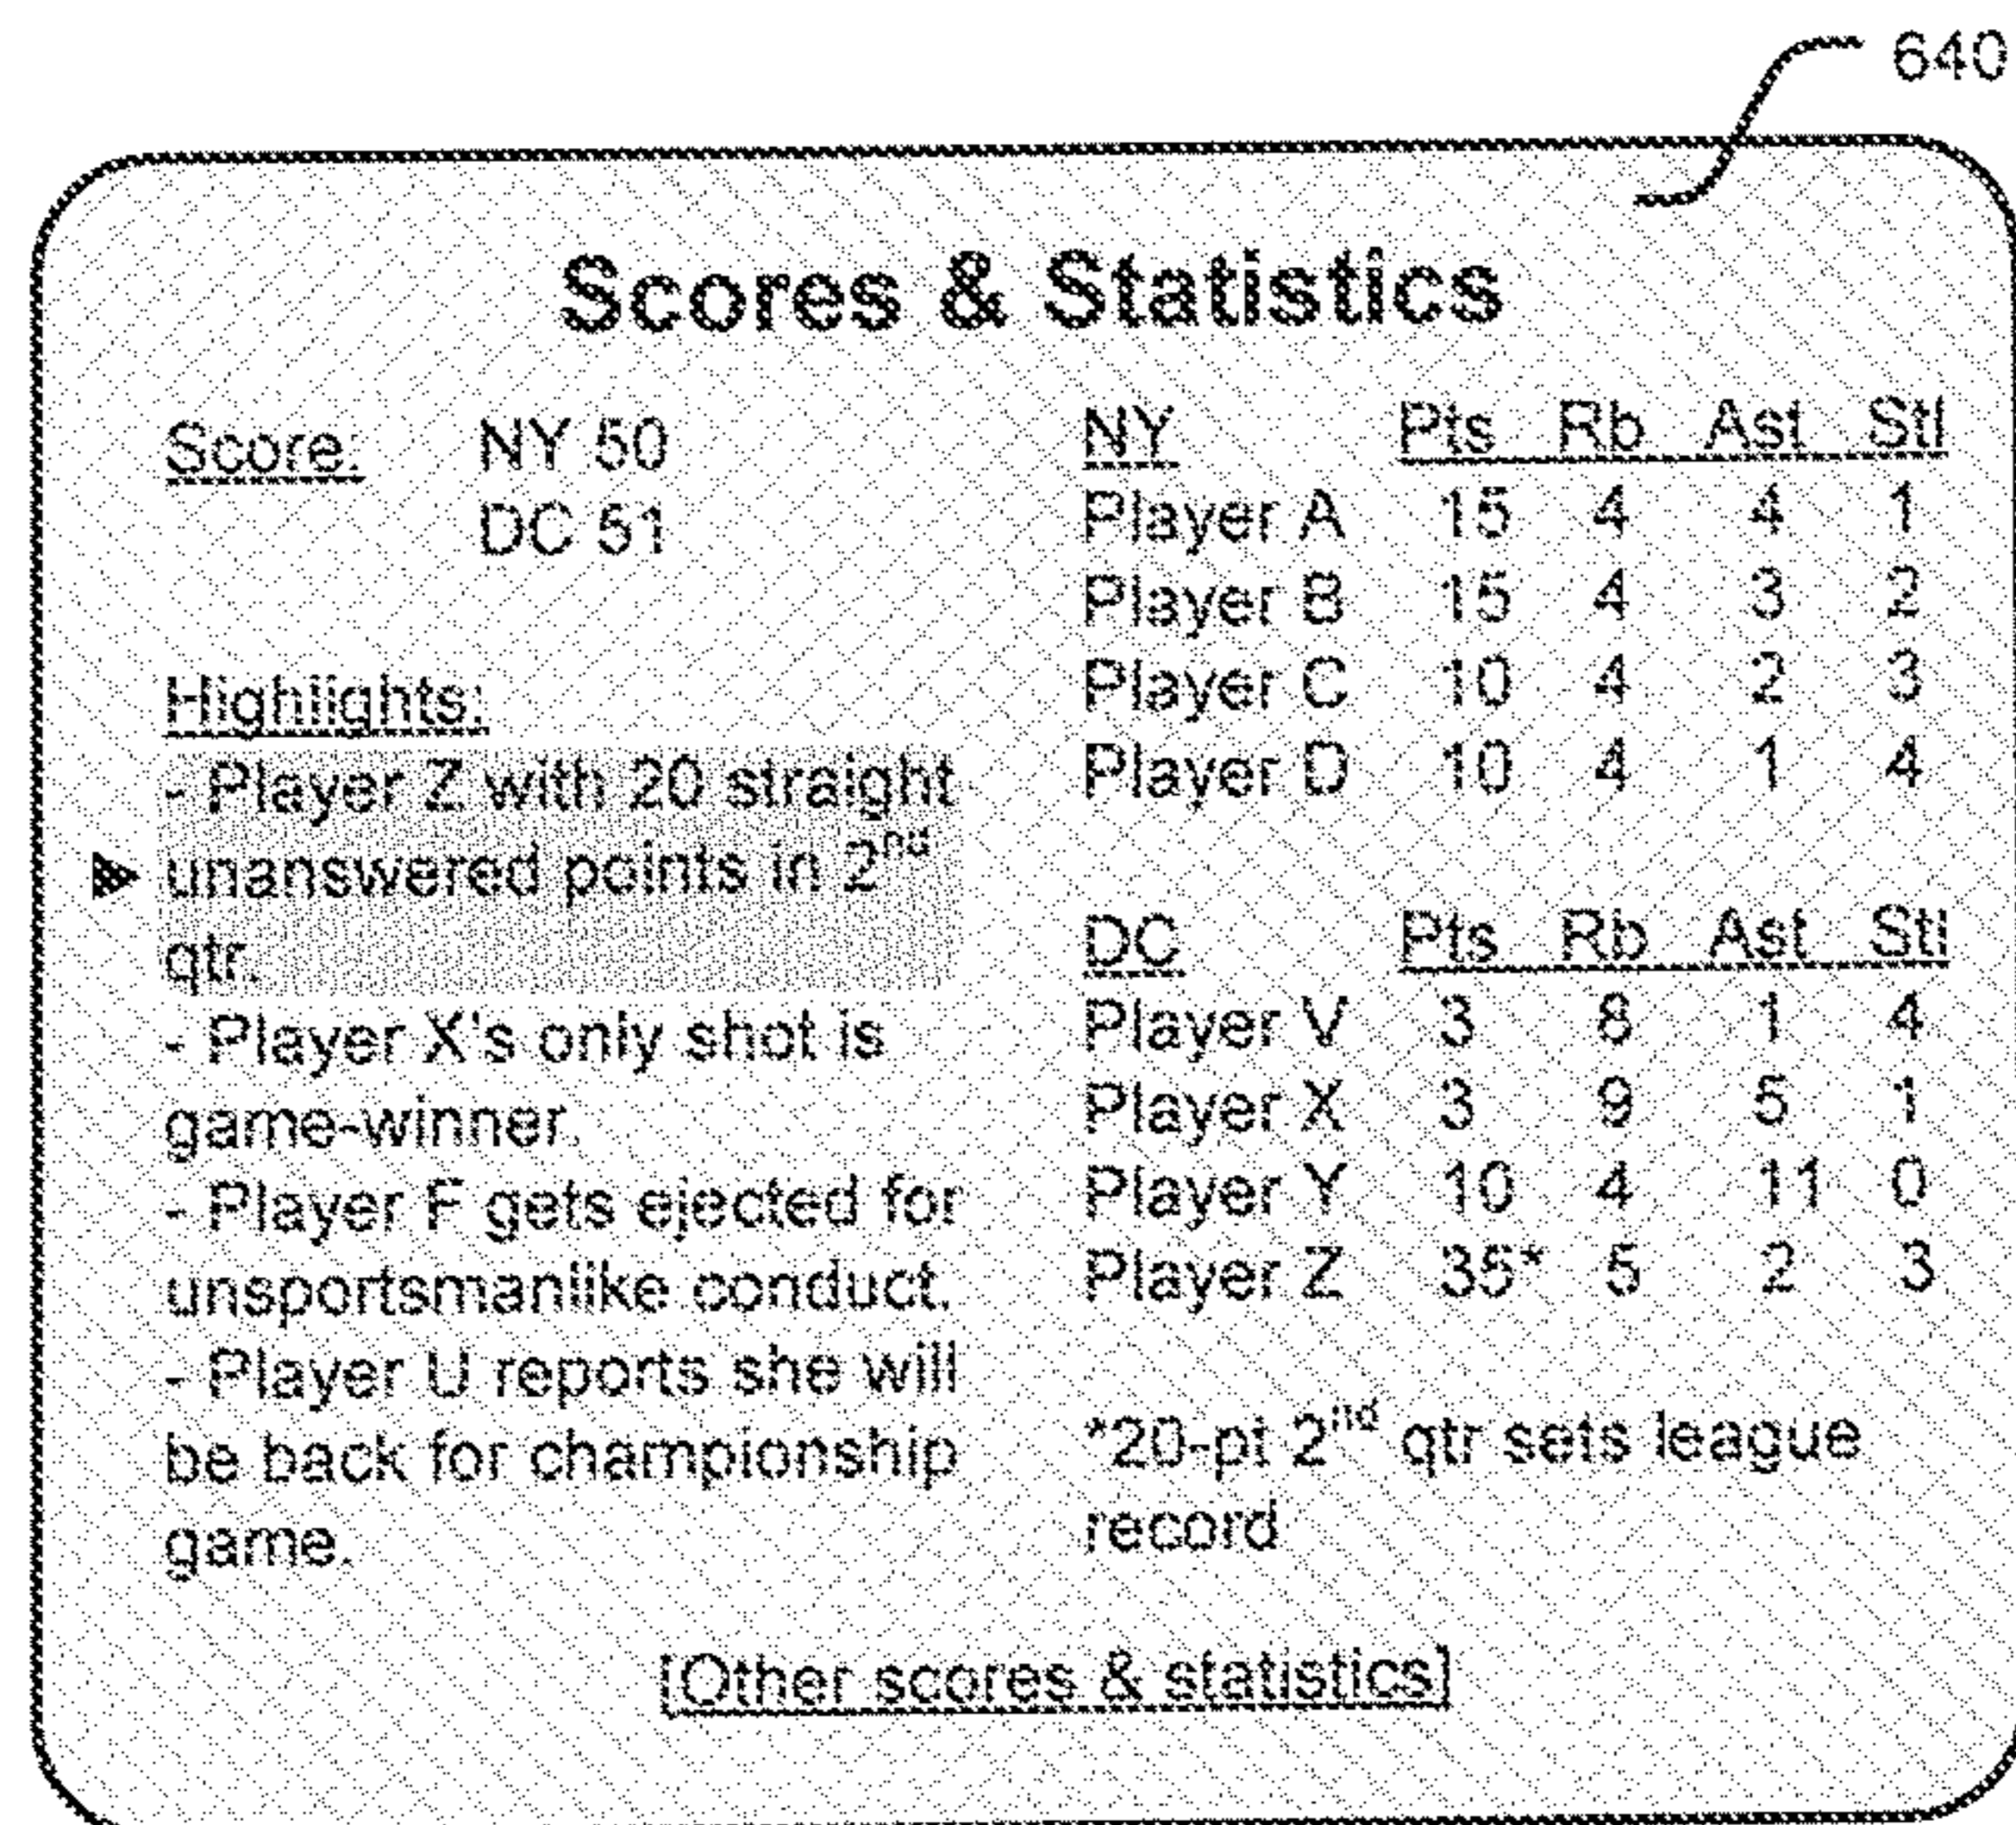 640
Scores & Statistics
Score: NY 50
DC 51
Highlights:
- Player Z with 20 straight
unanswered points in 2nd
qtr.
- Player X's only shot is
game-winner.
- Player F gets ejected for
unsportsmanlike conduct.
- Player U reports she will
be back for championship
game.
NY Pts Rb Ast Stl
Player A 15 4 4 1
Player B 15 4 3 2
Player C 10 4 2 3
Player D 10 4 1 4
DC Pts Rb Ast Stl
Player V 3 8 1 4
Player X 3 9 5 1
Player Y 10 4 11 0
Player Z 35* 5 2 3
*20-pt 2nd qtr sets league
record
[Other scores & statistics]